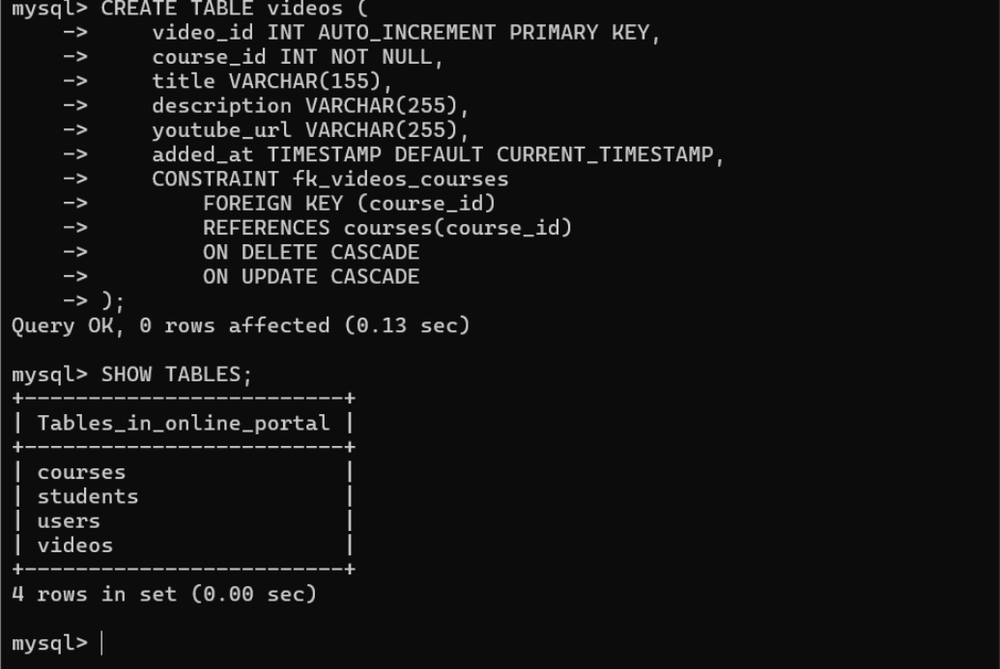 mysql> CREATE TABLE videos (
    ->     video_id INT AUTO_INCREMENT PRIMARY KEY,
    ->     course_id INT NOT NULL,
    ->     title VARCHAR(155),
    ->     description VARCHAR(255),
    ->     youtube_url VARCHAR(255),
    ->     added_at TIMESTAMP DEFAULT CURRENT_TIMESTAMP,
    ->     CONSTRAINT fk_videos_courses
    ->         FOREIGN KEY (course_id)
    ->         REFERENCES courses(course_id)
    ->         ON DELETE CASCADE
    ->         ON UPDATE CASCADE
    -> );
Query OK, 0 rows affected (0.13 sec)

mysql> SHOW TABLES;
+-------------------------+
| Tables_in_online_portal |
+-------------------------+
| courses                 |
| students                |
| users                   |
| videos                  |
+-------------------------+
4 rows in set (0.00 sec)

mysql>